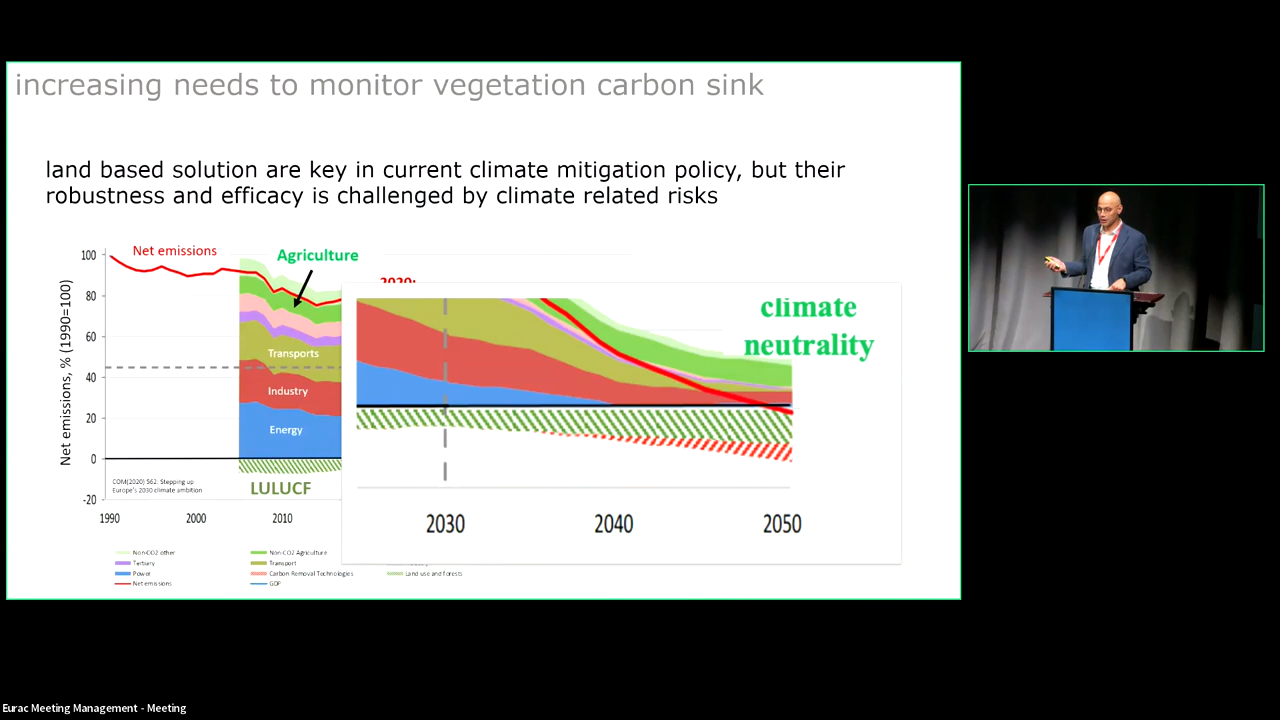 increasing needs to monitor vegetation carbon sink
land based solution are key in current climate mitigation policy, but their
robustness and efficacy is challenged by climate related risks
Net emissions, % (1990=100)
100
80
60
40
20
0
-20
Net emissions
Agriculture
2020:
Transports
Industry
Energy
LULUCF
COM(2020) 562. Stepping up
Europe's 2030 climate ambition
1990
2000
2010
climate
neutrality
2030
2040
2050
Non-CO2 other
Non-CO2 Agriculture
Tertiary
Transport
Power
Carbon Removal Technologies
Land use and forests
Net emissions
GDP
Eurac Meeting Management - Meeting